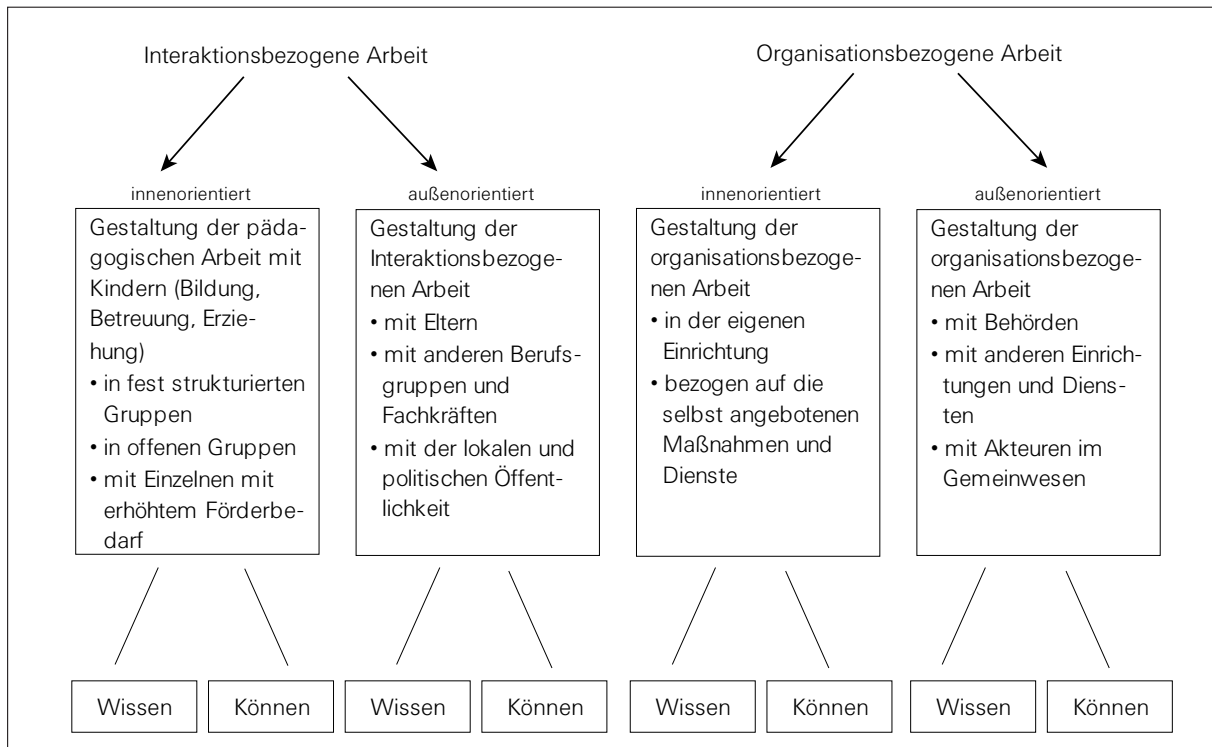 Interaktionsbezogene Arbeit
Organisationsbezogene Arbeit
innenorientiert
Gestaltung der päda-
gogischen Arbeit mit
Kindern (Bildung,
Betreuung, Erzie-
hung)
• in fest strukturierten
Gruppen
• in offenen Gruppen
• mit Einzelnen mit
erhöhtem Förderbe-
darf
außenorientiert
Gestaltung der
Interaktionsbezoge-
nen Arbeit
• mit Eltern
• mit anderen Berufs-
gruppen und
Fachkräften
• mit der lokalen und
politischen Öffent-
lichkeit
innenorientiert
Gestaltung der
organisationsbezoge-
nen Arbeit
• in der eigenen
Einrichtung
• bezogen auf die
selbst angebotenen
Maßnahmen und
Dienste
außenorientiert
Gestaltung der
organisationsbezoge-
nen Arbeit
• mit Behörden
• mit anderen Einrich-
tungen und Diens-
ten
• mit Akteuren im
Gemeinwesen
Wissen
Können
Wissen
Können
Wissen
Können
Wissen
Können